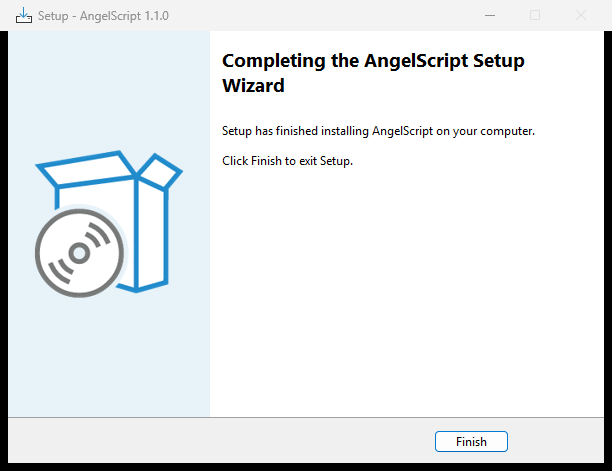 Setup - AngelScript 1.1.0
Completing the AngelScript Setup
Wizard
Setup has finished installing AngelScript on your computer.
Click Finish to exit Setup.
Finish